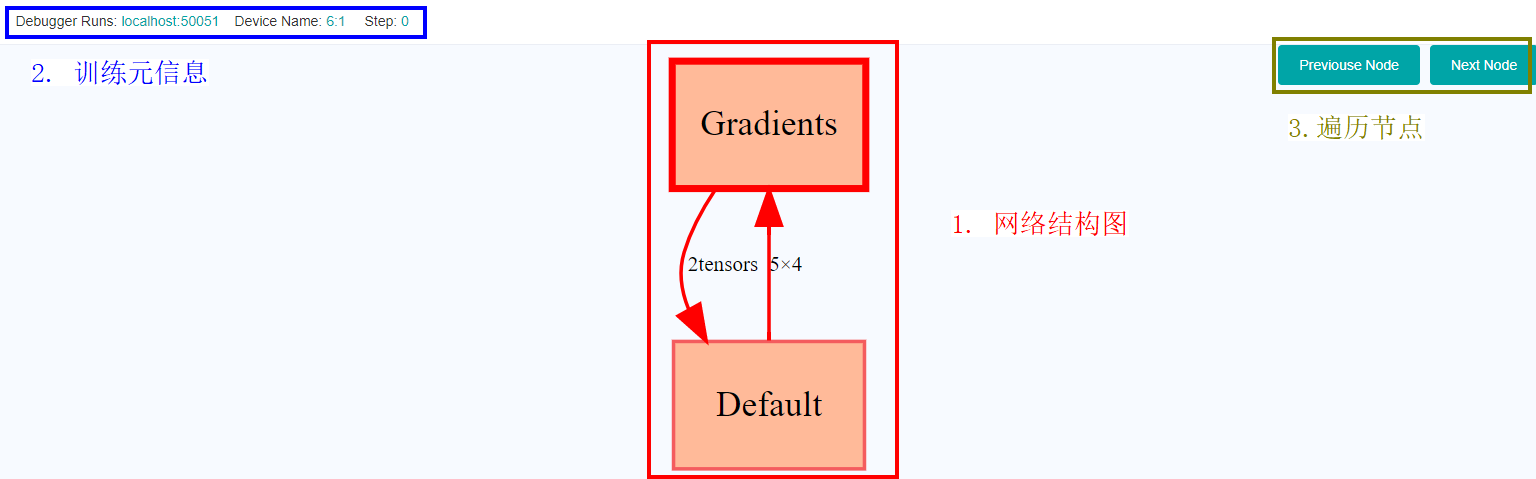 Debugger Runs: localhost:50051 Device Name: 6:1 Step: 0
2. 训练元信息
Previouse Node Next Node
3.遍历节点
Gradients
1. 网络结构图
2tensors 5×4
Default